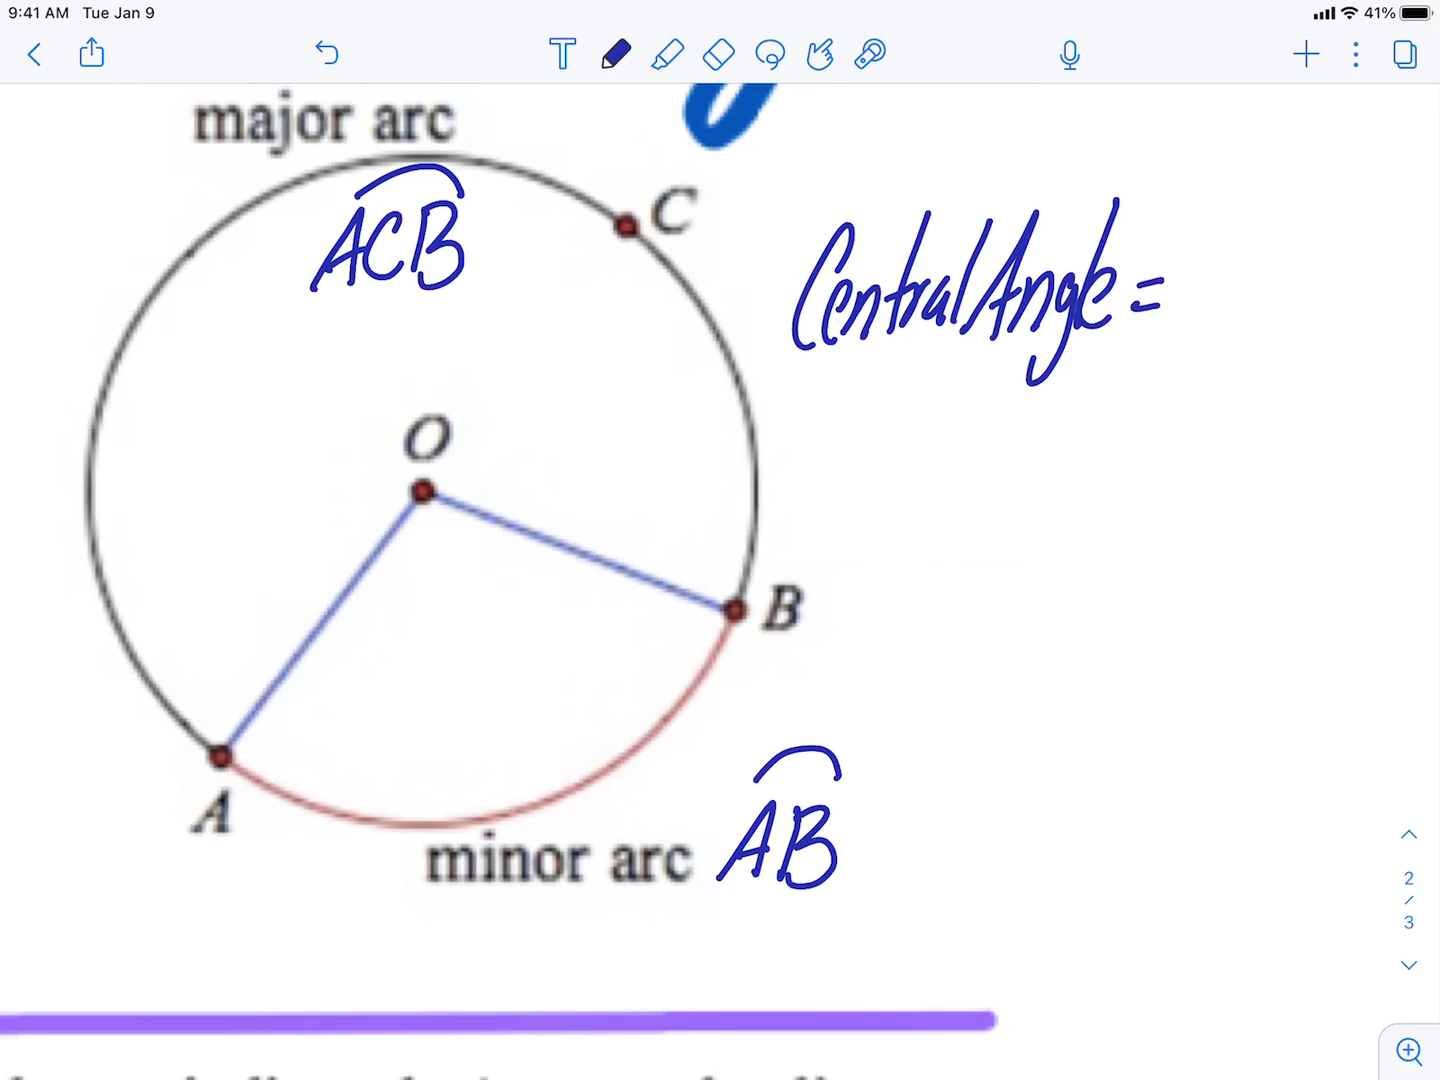 9:41 AM Tue Jan 9
41%
T
major arc
ACB
C
Central Angle =
O
B
A
minor arc AB
2
/
3